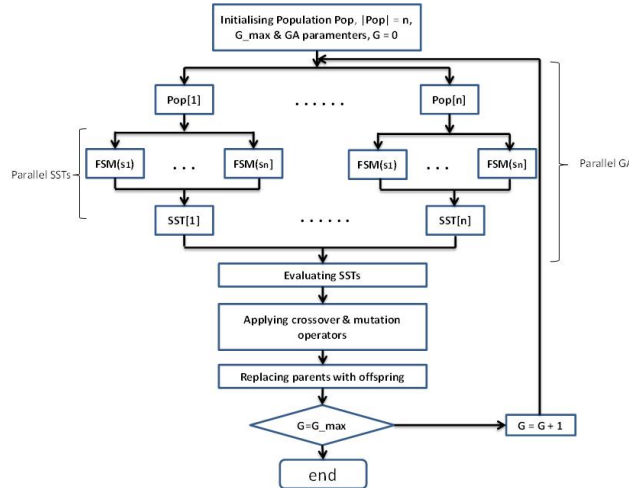 Initialising Population Pop, |Pop| = n,
G_max & GA paramenters, G = 0
Pop[1] ...... Pop[n]
Parallel SSTs FSM(s1) ... FSM(sn] FSM(s1) ... FSM(sn] Parallel GA
SST[1] ...... SST[n]
Evaluating SSTs
Applying crossover & mutation
operators
Replacing parents with offspring
G=G_max G = G + 1
end